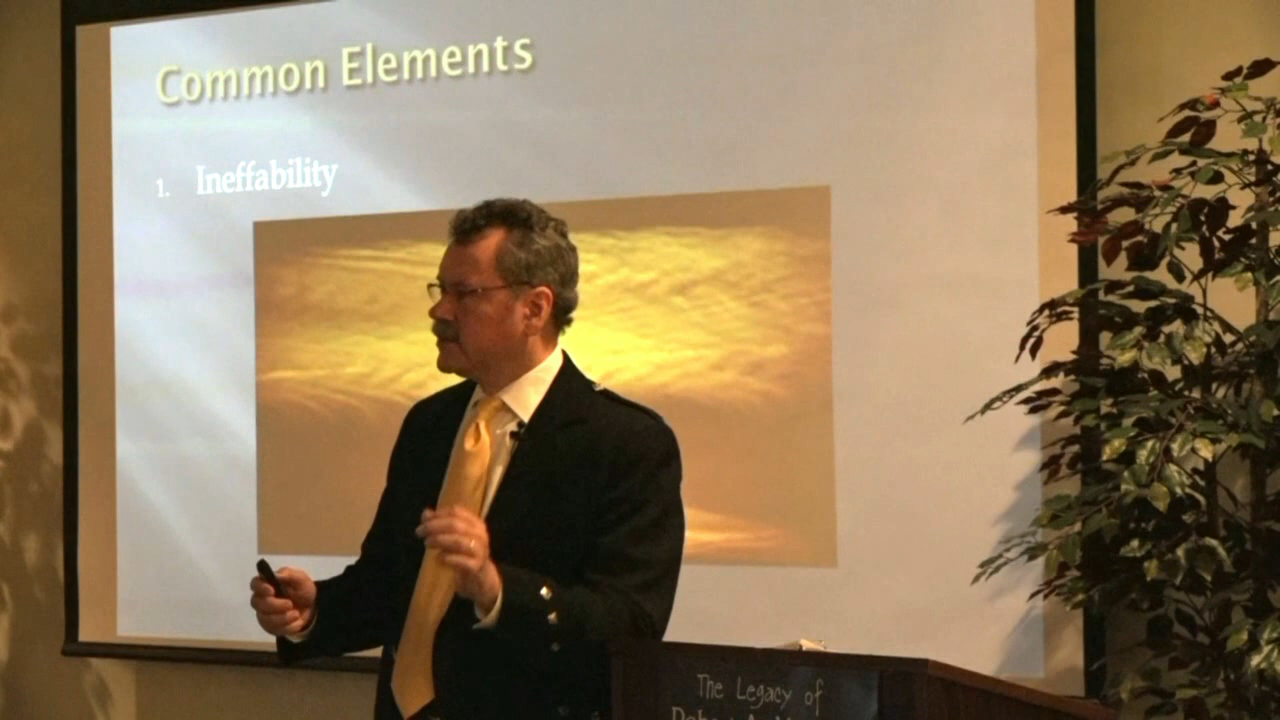 Common Elements
1. Ineffability
The Legacy of